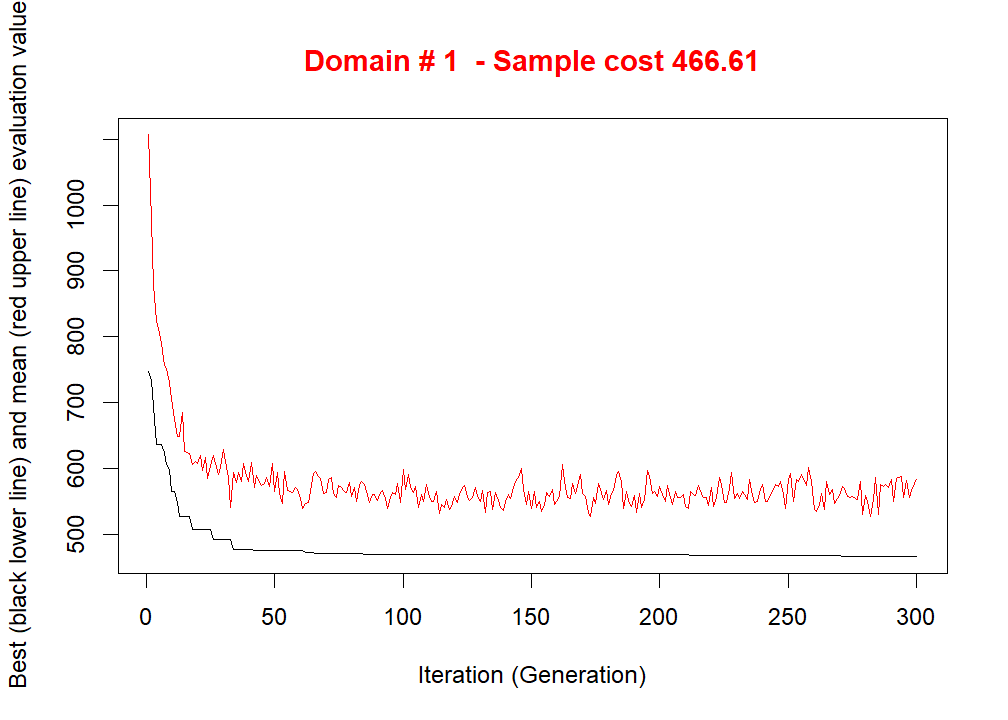 Domain # 1  - Sample cost 466.61
Best (black lower line) and mean (red upper line) evaluation value
1000
900
800
700
600
500
0 50 100 150 200 250 300
Iteration (Generation)